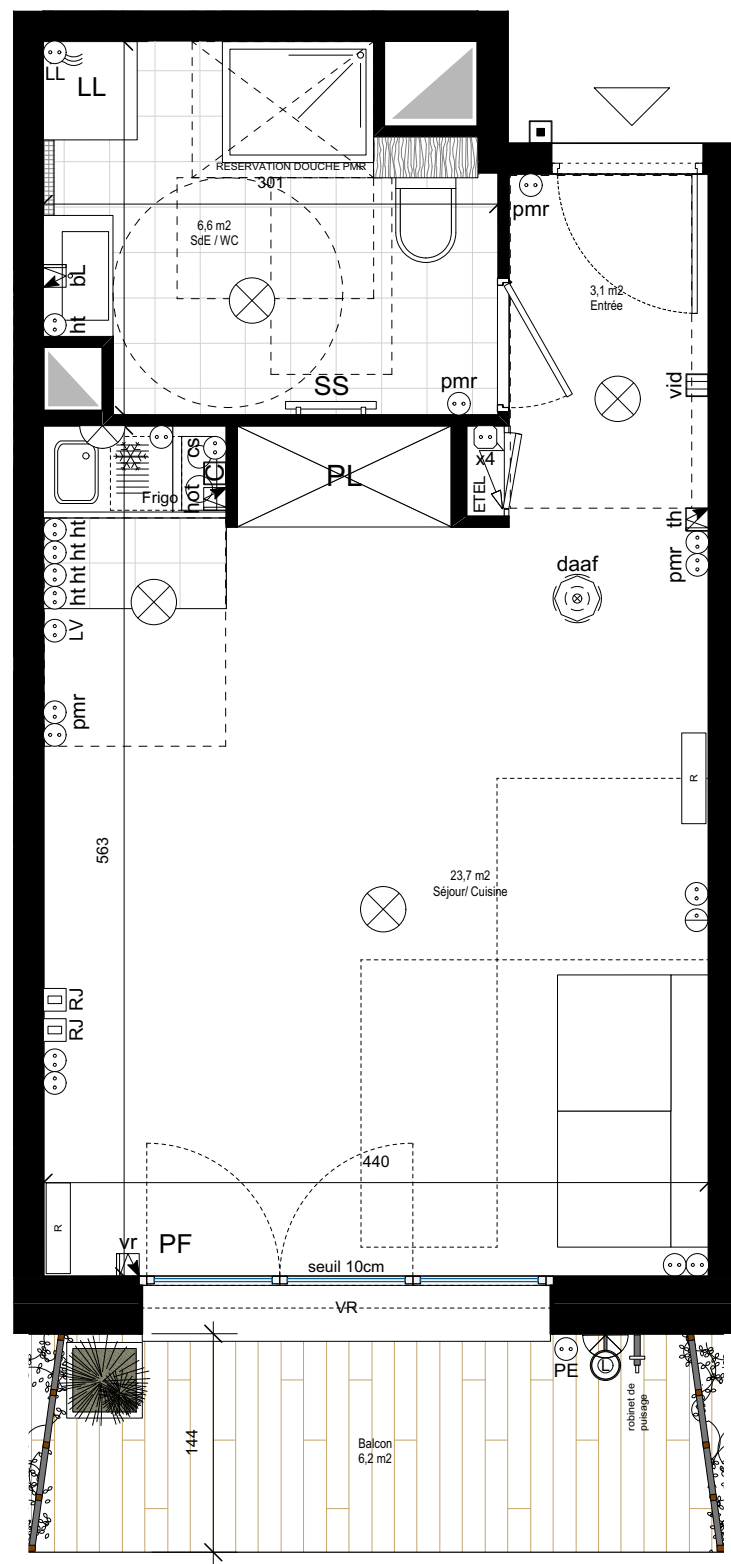 LL
LL
RESERVATION DOUCHE PMR
301
pmr
6,6 m2
SdE / WC
3,1 m2
Entrée
bL
ht
vid
SS
pmr
cs
hot
C
Frigo
PL
x4
ETEL
th
pmr
ht
ht
ht
ht
LV
pmr
daaf
R
563
23,7 m2
Séjour/ Cuisine
RJ
RJ
440
R
vr
PF
seuil 10cm
VR
PE
L
robinet de
puisage
144
Balcon
6,2 m2